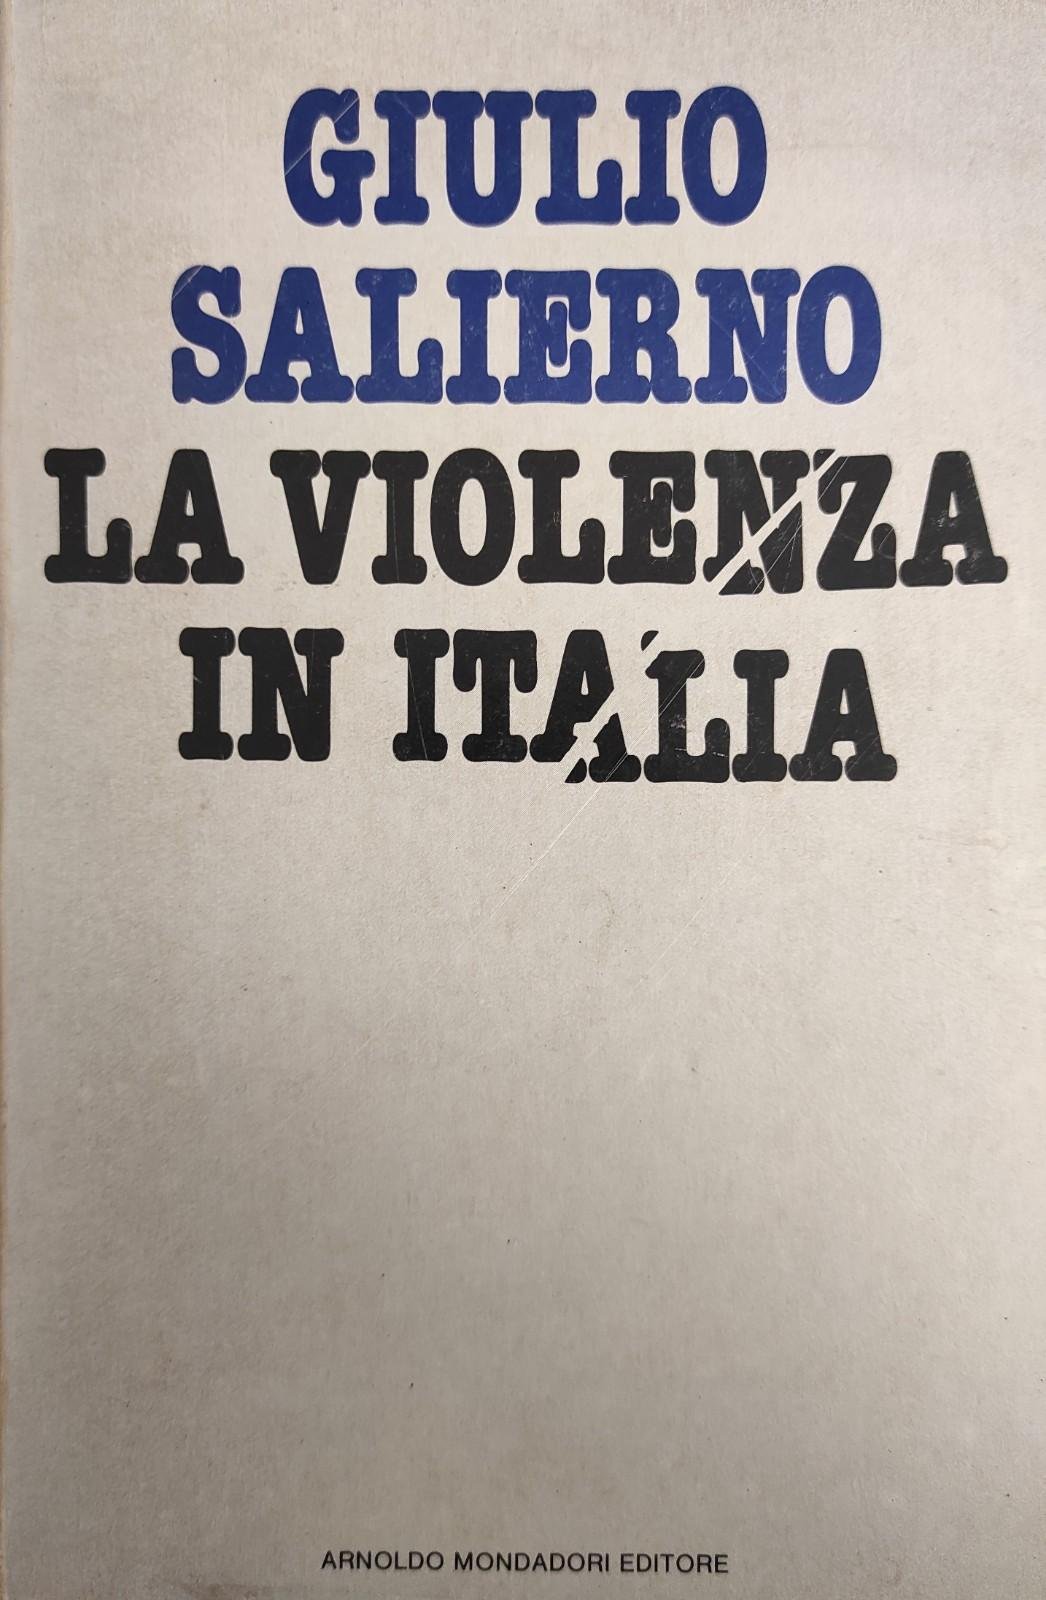 GIULIO
SALIERNO
LA VIOLENZA
IN ITALIA
ARNOLDO MONDADORI EDITORE